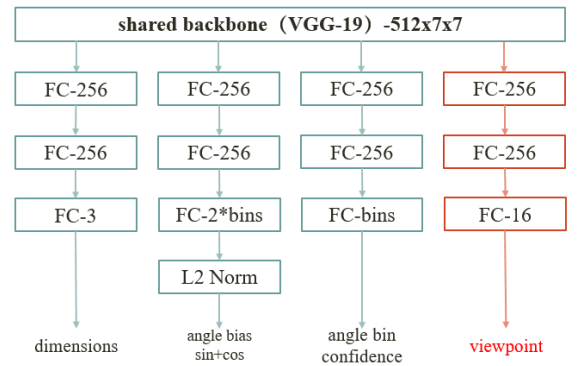 shared backbone（VGG-19）-512x7x7
FC-256 FC-256 FC-256 FC-256
FC-256 FC-256 FC-256 FC-256
FC-3 FC-2*bins FC-bins FC-16
L2 Norm
dimensions
angle bias
sin+cos
angle bin
confidence
viewpoint